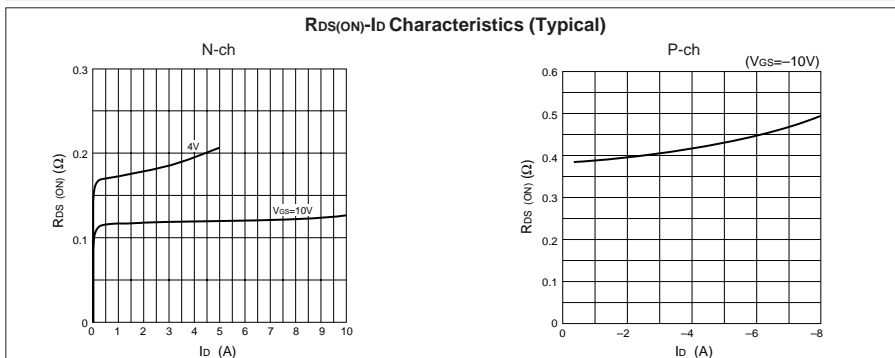 RDS(ON)-ID Characteristics (Typical)
N-ch
0.3
0.2
0.1
0
RDS (ON) (Ω)
4V
VGS=10V
0 1 2 3 4 5 6 7 8 9 10
ID (A)
P-ch
(VGS=–10V)
0.6
0.5
0.4
0.3
0.2
0.1
0
RDS (ON) (Ω)
0 –2 –4 –6 –8
ID (A)